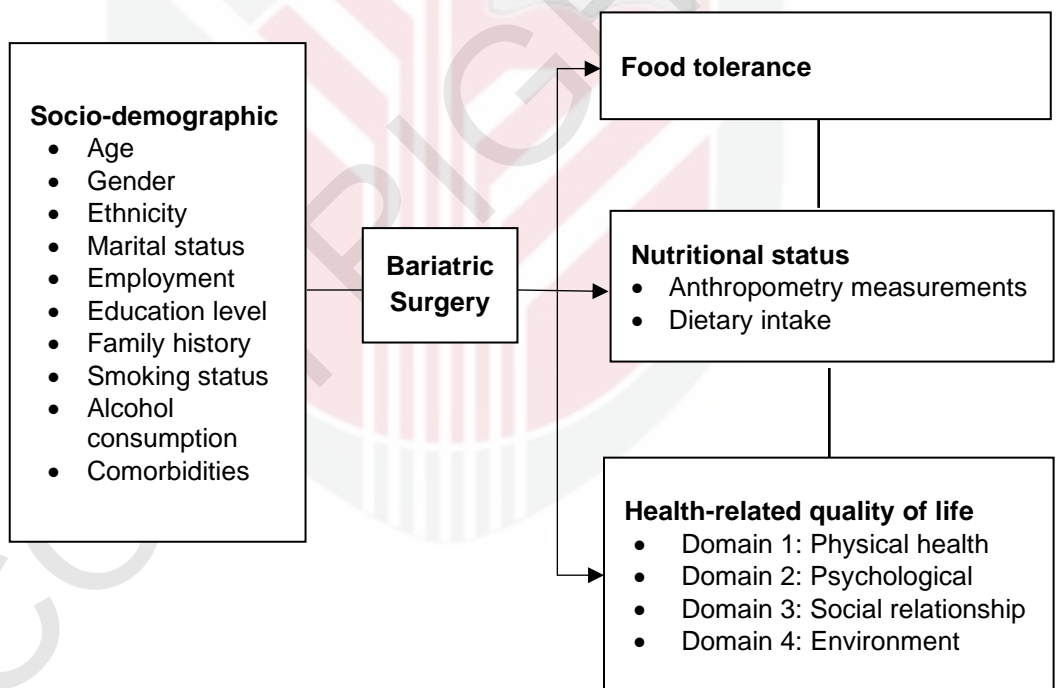 Socio-demographic
• Age
• Gender
• Ethnicity
• Marital status
• Employment
• Education level
• Family history
• Smoking status
• Alcohol
consumption
• Comorbidities
Bariatric
Surgery
Food tolerance
Nutritional status
• Anthropometry measurements
• Dietary intake
Health-related quality of life
• Domain 1: Physical health
• Domain 2: Psychological
• Domain 3: Social relationship
• Domain 4: Environment